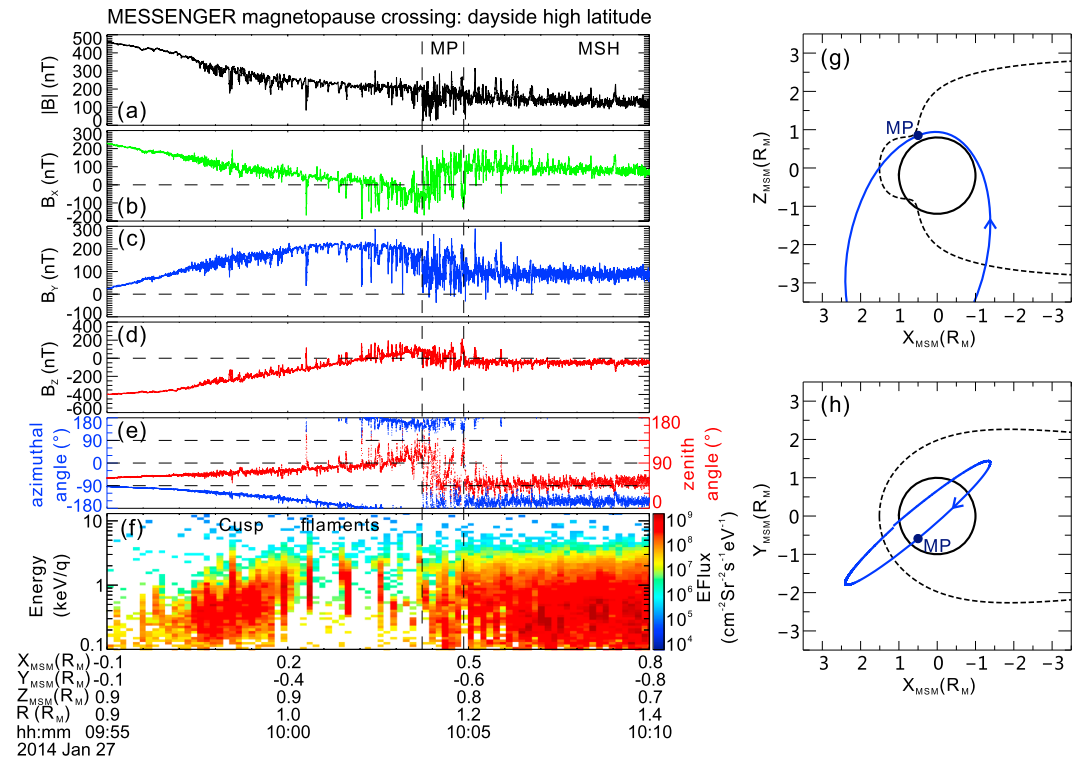 MESSENGER magnetopause crossing: dayside high latitude
MP MSH
|B| (nT)
500
400
300
200
100
0
(a)
B_X (nT)
300
200
100
0
-100
-200
(b)
B_Y (nT)
300
200
100
0
-100
(c)
B_Z (nT)
400
200
0
-200
-400
-600
(d)
azimuthal angle (°)
180
90
0
-90
-180
(e)
180
90
0
zenith angle (°)
Energy (keV/q)
10
1
0.1
(f)
Cusp filaments
10^9
10^8
10^7
10^6
10^5
10^4
EFlux
(cm^-2 Sr^-2 s^-1 eV^-1)
X_MSM(R_M) -0.1 0.2 0.5 0.8
Y_MSM(R_M) -0.1 -0.4 -0.6 -0.8
Z_MSM(R_M) 0.9 0.9 0.8 0.7
R (R_M) 0.9 1.0 1.2 1.4
hh:mm 09:55 10:00 10:05 10:10
2014 Jan 27
(g)
MP
Z_MSM(R_M)
3
2
1
0
-1
-2
-3
3 2 1 0 -1 -2 -3
X_MSM(R_M)
(h)
MP
Y_MSM(R_M)
3
2
1
0
-1
-2
-3
3 2 1 0 -1 -2 -3
X_MSM(R_M)